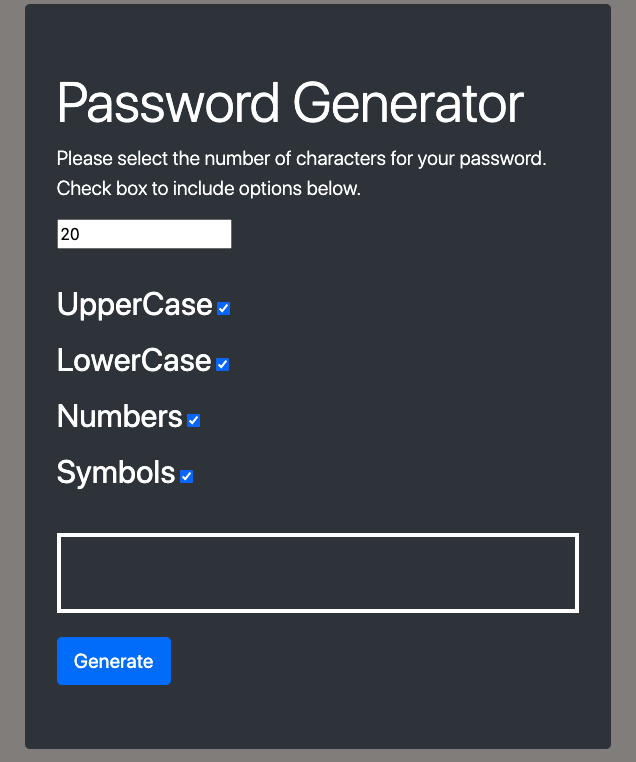 Password Generator
Please select the number of characters for your password.
Check box to include options below.
20
UpperCase
LowerCase
Numbers
Symbols
Generate